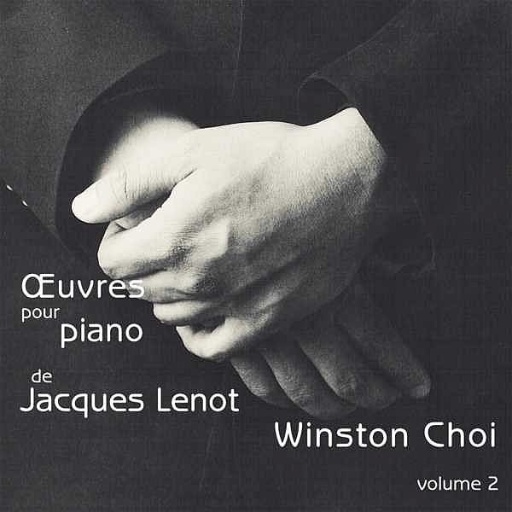 Œuvres
pour
piano
de
Jacques Lenot
Winston Choi
volume 2